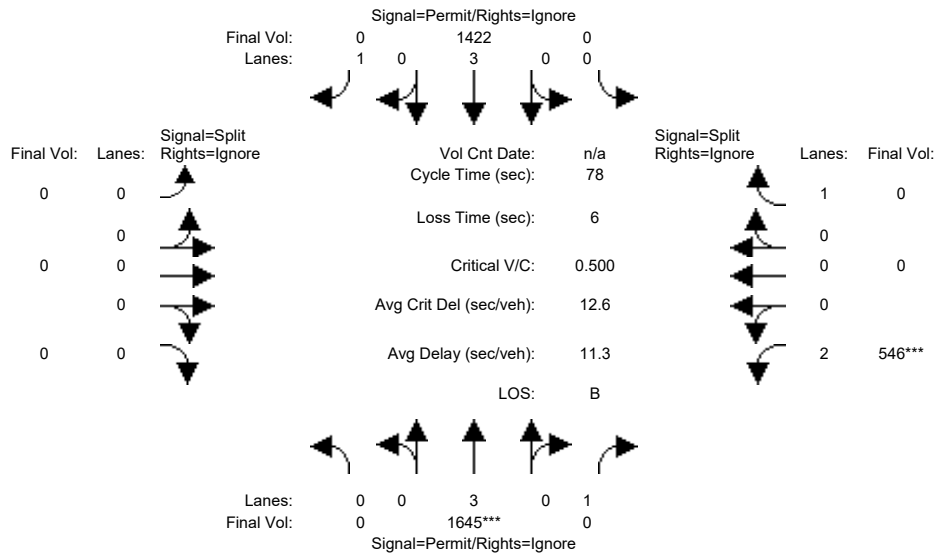 Signal=Permit/Rights=Ignore
Final Vol: 0 1422 0
Lanes: 1 0 3 0 0
Signal=Split Signal=Split
Final Vol: Lanes: Rights=Ignore Vol Cnt Date: n/a Rights=Ignore Lanes: Final Vol:
Cycle Time (sec): 78
0 0 1 0
Loss Time (sec): 6
0 0
0 0 Critical V/C: 0.500 0 0
0 Avg Crit Del (sec/veh): 12.6 0
0 0 Avg Delay (sec/veh): 11.3 2 546***
LOS: B
Lanes: 0 0 3 0 1
Final Vol: 0 1645*** 0
Signal=Permit/Rights=Ignore